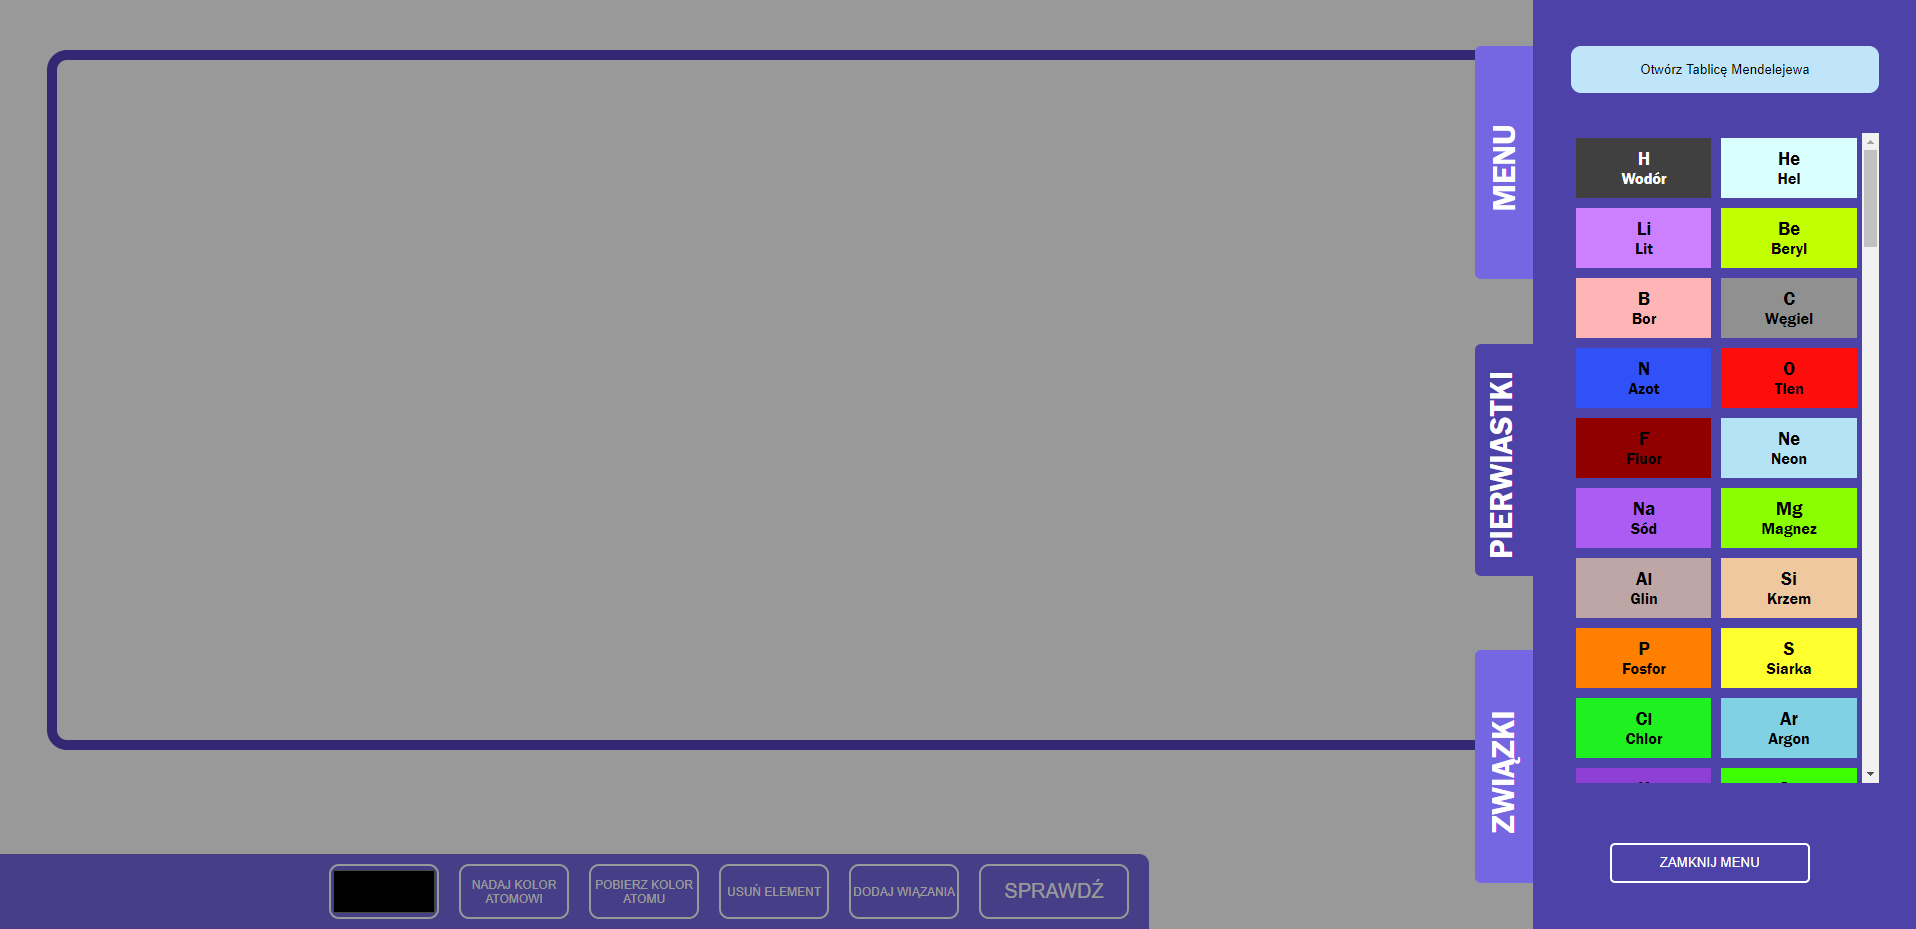 MENU
PIERWIASTKI
ZWIĄZKI
Otwórz Tablicę Mendelejewa
H
Wodór
He
Hel
Li
Lit
Be
Beryl
B
Bor
C
Węgiel
N
Azot
O
Tlen
F
Fluor
Ne
Neon
Na
Sód
Mg
Magnez
Al
Glin
Si
Krzem
P
Fosfor
S
Siarka
Cl
Chlor
Ar
Argon
ZAMKNIJ MENU
NADAJ KOLOR
ATOMOWI
POBIERZ KOLOR
ATOMU
USUŃ ELEMENT
DODAJ WIĄZANIA
SPRAWDŹ